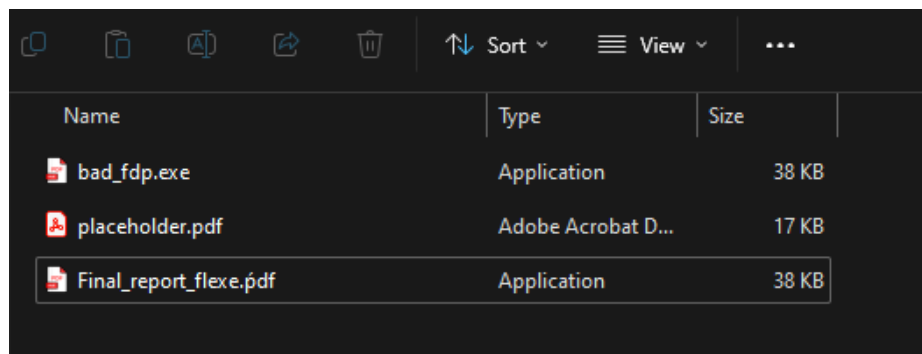 Sort View ...
Name Type Size
bad_fdp.exe Application 38 KB
placeholder.pdf Adobe Acrobat D... 17 KB
Final_report_flexe.ṕdf Application 38 KB